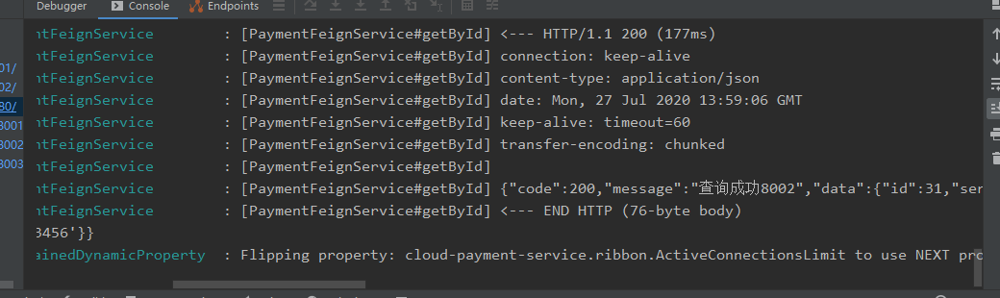 Debugger Console Endpoints
ntFeignService : [PaymentFeignService#getById] <--- HTTP/1.1 200 (177ms)
ntFeignService : [PaymentFeignService#getById] connection: keep-alive
01/ ntFeignService : [PaymentFeignService#getById] content-type: application/json
02/ ntFeignService : [PaymentFeignService#getById] date: Mon, 27 Jul 2020 13:59:06 GMT
80/
8001 ntFeignService : [PaymentFeignService#getById] keep-alive: timeout=60
8002 ntFeignService : [PaymentFeignService#getById] transfer-encoding: chunked
8003 ntFeignService : [PaymentFeignService#getById]
ntFeignService : [PaymentFeignService#getById] {"code":200,"message":"查询成功8002","data":{"id":31,"ser
ntFeignService : [PaymentFeignService#getById] <--- END HTTP (76-byte body)
3456'}}
ainedDynamicProperty : Flipping property: cloud-payment-service.ribbon.ActiveConnectionsLimit to use NEXT pro